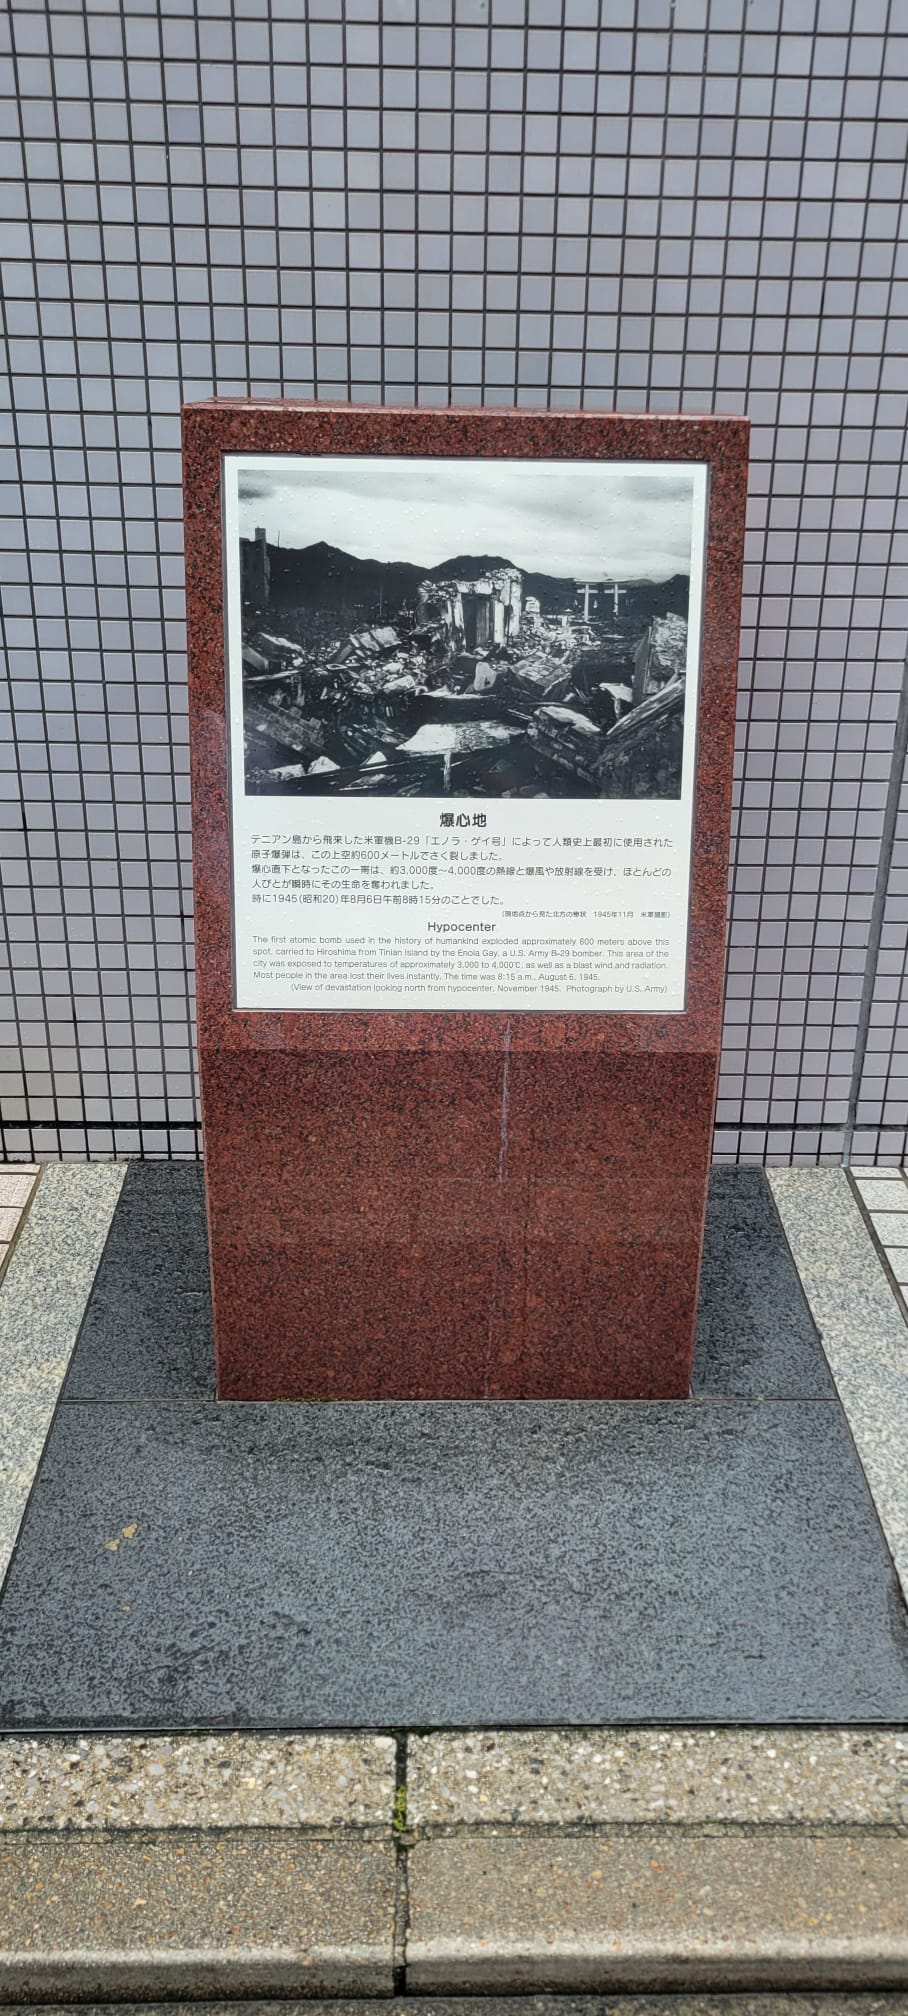 爆心地
テニアン島から飛来した米軍機B-29「エノラ・ゲイ号」によって人類史上最初に使用された
原子爆弾は、この上空約600メートルでさく裂しました。
爆心直下となったこの一帯は、約3,000度～4,000度の熱線と爆風や放射線を受け、ほとんどの
人びとが瞬時にその生命を奪われました。
時に1945(昭和20)年8月6日午前8時15分のことでした。
(現地点から見た北方の惨状　1945年11月　米軍撮影)
Hypocenter
The first atomic bomb used in the history of humankind exploded approximately 600 meters above this
spot, carried to Hiroshima from Tinian Island by the Enola Gay, a U.S. Army B-29 bomber. This area of the
city was exposed to temperatures of approximately 3,000 to 4,000℃, as well as a blast wind and radiation.
Most people in the area lost their lives instantly. The time was 8:15 a.m., August 6, 1945.
(View of devastation looking north from hypocenter, November 1945. Photograph by U.S. Army)